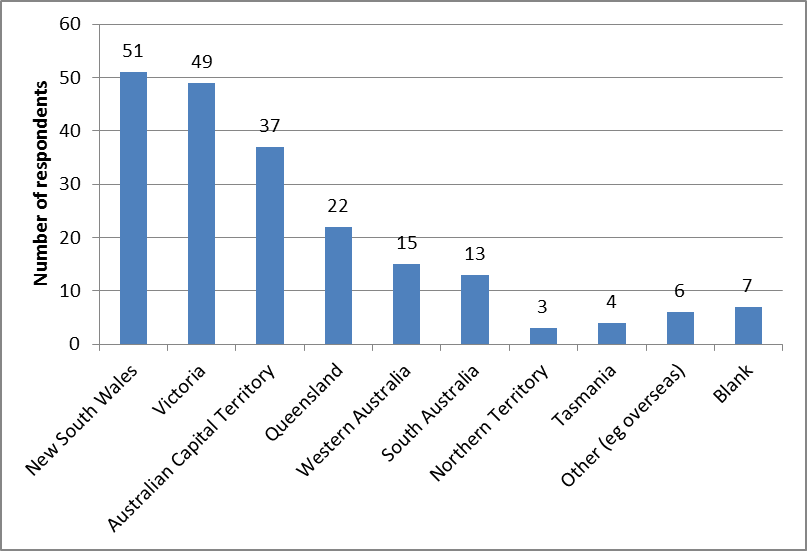 60
50
40
30
20
10
0
Number of respondents
51
49
37
22
15
13
3
4
6
7
New South Wales
Victoria
Australian Capital Territory
Queensland
Western Australia
South Australia
Northern Territory
Tasmania
Other (eg overseas)
Blank